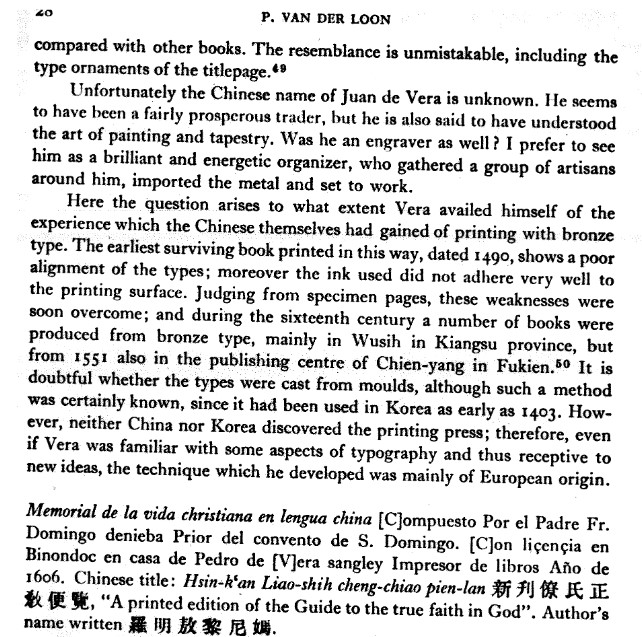 20 P. VAN DER LOON
compared with other books. The resemblance is unmistakable, including the
type ornaments of the titlepage.⁴⁹
Unfortunately the Chinese name of Juan de Vera is unknown. He seems
to have been a fairly prosperous trader, but he is also said to have understood
the art of painting and tapestry. Was he an engraver as well? I prefer to see
him as a brilliant and energetic organizer, who gathered a group of artisans
around him, imported the metal and set to work.
Here the question arises to what extent Vera availed himself of the
experience which the Chinese themselves had gained of printing with bronze
type. The earliest surviving book printed in this way, dated 1490, shows a poor
alignment of the types; moreover the ink used did not adhere very well to
the printing surface. Judging from specimen pages, these weaknesses were
soon overcome; and during the sixteenth century a number of books were
produced from bronze type, mainly in Wusih in Kiangsu province, but
from 1551 also in the publishing centre of Chien-yang in Fukien.⁵⁰ It is
doubtful whether the types were cast from moulds, although such a method
was certainly known, since it had been used in Korea as early as 1403. How-
ever, neither China nor Korea discovered the printing press; therefore, even
if Vera was familiar with some aspects of typography and thus receptive to
new ideas, the technique which he developed was mainly of European origin.
Memorial de la vida christiana en lengua china [C]ompuesto Por el Padre Fr.
Domingo denieba Prior del convento de S. Domingo. [C]on liçençia en
Binondoc en casa de Pedro de [V]era sangley Impresor de libros Año de
1606. Chinese title: Hsin-k‘an Liao-shih cheng-chiao pien-lan 新刋僚氏正
教便覽, “A printed edition of the Guide to the true faith in God”. Author’s
name written 羅明敖黎尼媽.